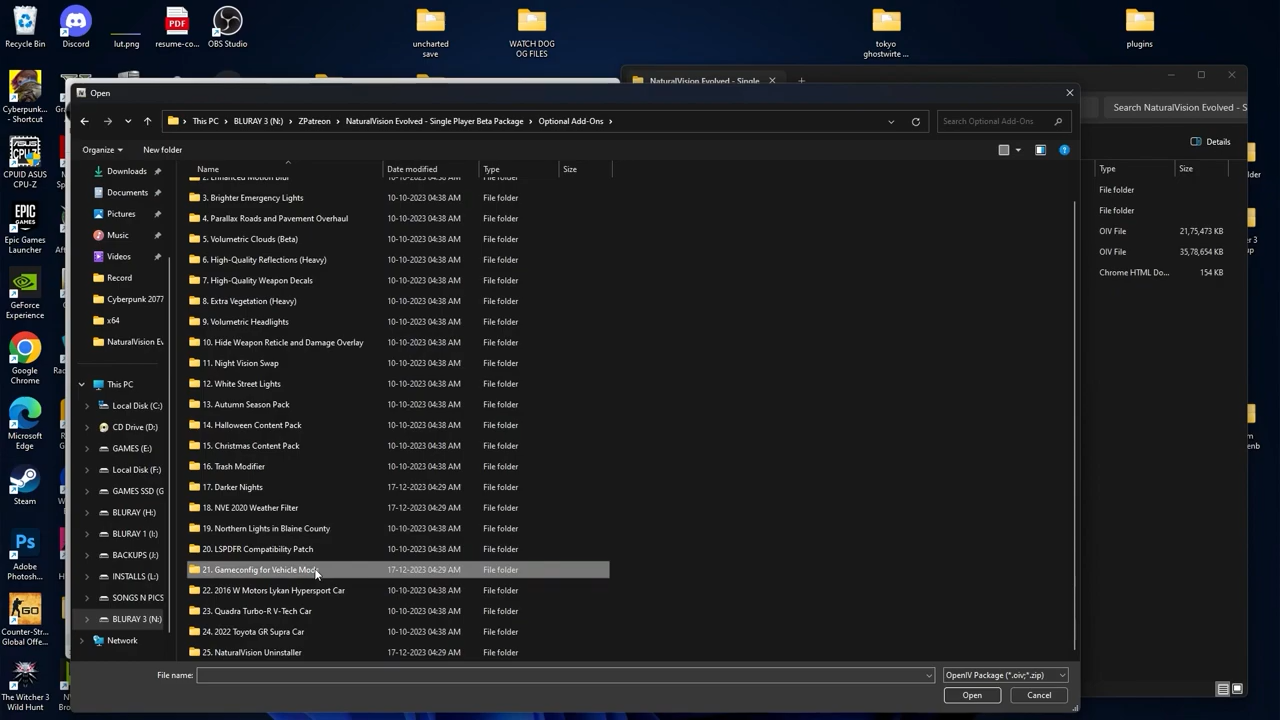 Recycle Bin
Discord
lut.png
PDF
resume-co...
OBS Studio
uncharted save
WATCH DOG OG FILES
tokyo ghostwire ...
plugins
NaturalVision Evolved - Single
Search NaturalVision Evolved - S
Details
Type
Size
File folder
File folder
OIV File
21,75,473 KB
OIV File
35,78,654 KB
Chrome HTML Do...
154 KB
Open
This PC
BLURAY 3 (N:)
ZPatreon
NaturalVision Evolved - Single Player Beta Package
Optional Add-Ons
Search Optional Add-Ons
Organize
New folder
Name
Date modified
Type
Size
Downloads
Documents
Pictures
Music
Videos
Record
Cyberpunk 2077
x64
NaturalVision Ev
This PC
Local Disk (C:)
CD Drive (D:)
GAMES (E:)
Local Disk (F:)
GAMES SSD (G
BLURAY (H:)
BLURAY 1 (I:)
BACKUPS (J:)
INSTALLS (L:)
SONGS N PICS
BLURAY 3 (N:)
Network
2. Enhanced Motion Blur 10-10-2023 04:38 AM File folder
3. Brighter Emergency Lights 10-10-2023 04:38 AM File folder
4. Parallax Roads and Pavement Overhaul 10-10-2023 04:38 AM File folder
5. Volumetric Clouds (Beta) 10-10-2023 04:38 AM File folder
6. High-Quality Reflections (Heavy) 10-10-2023 04:38 AM File folder
7. High-Quality Weapon Decals 10-10-2023 04:38 AM File folder
8. Extra Vegetation (Heavy) 10-10-2023 04:38 AM File folder
9. Volumetric Headlights 10-10-2023 04:38 AM File folder
10. Hide Weapon Reticle and Damage Overlay 10-10-2023 04:38 AM File folder
11. Night Vision Swap 10-10-2023 04:38 AM File folder
12. White Street Lights 10-10-2023 04:38 AM File folder
13. Autumn Season Pack 10-10-2023 04:38 AM File folder
14. Halloween Content Pack 10-10-2023 04:38 AM File folder
15. Christmas Content Pack 10-10-2023 04:38 AM File folder
16. Trash Modifier 10-10-2023 04:38 AM File folder
17. Darker Nights 17-12-2023 04:29 AM File folder
18. NVE 2020 Weather Filter 17-12-2023 04:29 AM File folder
19. Northern Lights in Blaine County 10-10-2023 04:38 AM File folder
20. LSPDFR Compatibility Patch 10-10-2023 04:38 AM File folder
21. Gameconfig for Vehicle Mods 17-12-2023 04:29 AM File folder
22. 2016 W Motors Lykan Hypersport Car 10-10-2023 04:38 AM File folder
23. Quadra Turbo-R V-Tech Car 10-10-2023 04:38 AM File folder
24. 2022 Toyota GR Supra Car 10-10-2023 04:38 AM File folder
25. NaturalVision Uninstaller 17-12-2023 04:29 AM File folder
File name:
OpenIV Package (*.oiv;*.zip)
Open
Cancel
Cyberpunk... - Shortcut
CPUID ASUS CPU-Z
Epic Games Launcher
GeForce Experience
Google Chrome
Microsoft Edge
Steam
Adobe Photosh...
Counter-Str... Global Offe...
The Witcher 3 Wild Hunt